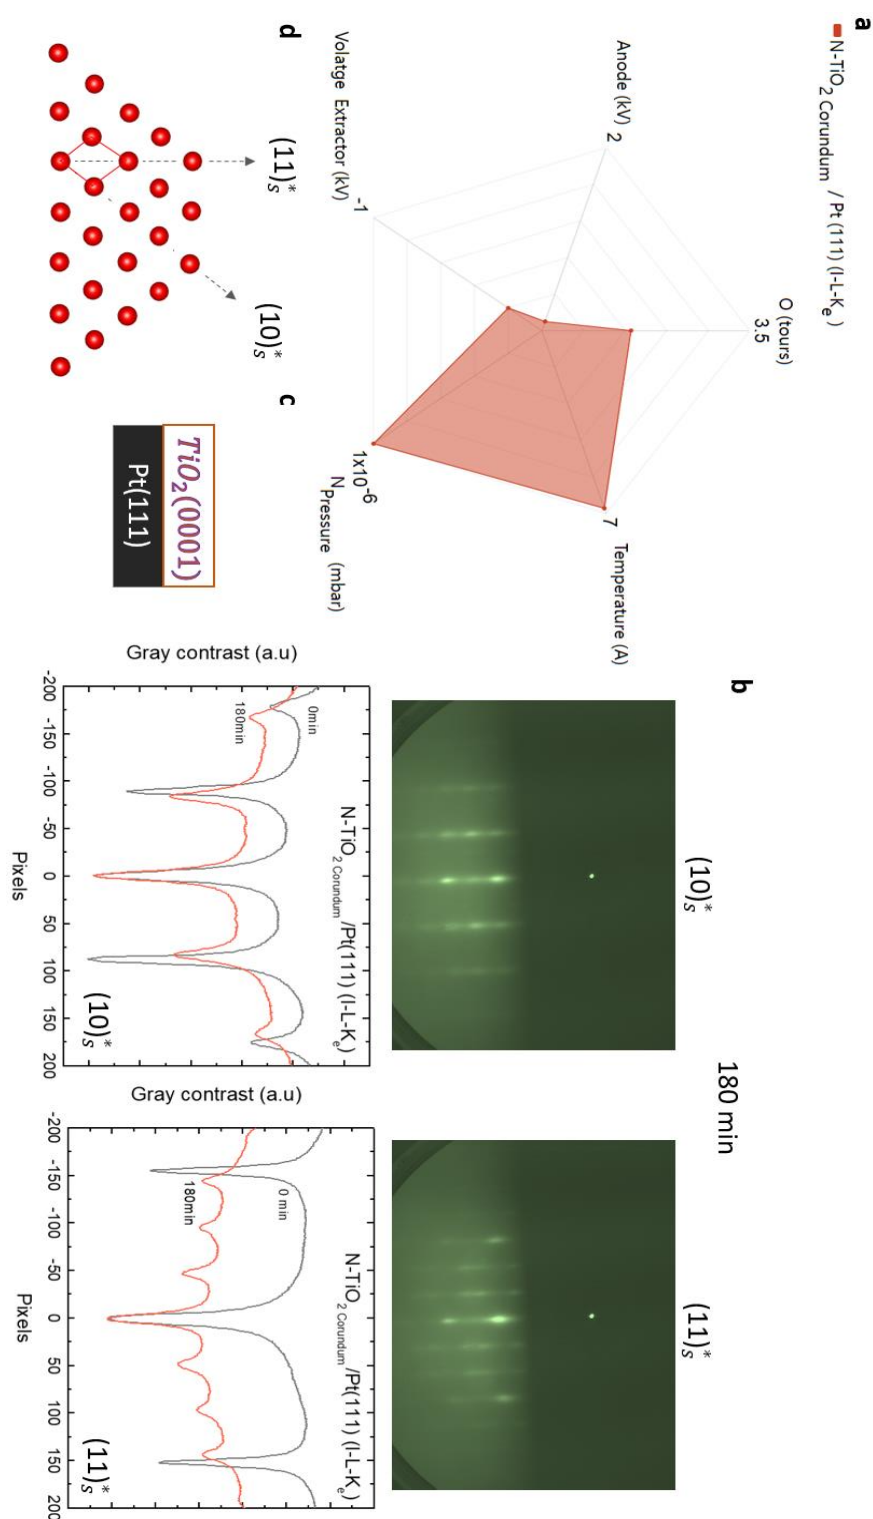 a
N-TiO2 Corundum / Pt (111) (I-L-Ke)
O (tours)
3.5
Anode (kV) 2
7 Temperature (A)
Volatge Extractor (kV) -1
1x10-6
N Pressure (mbar)
b
180 min
(10)*s
(11)*s
N-TiO2 Corundum /Pt(111) (I-L-Ke)
0min
180min
(10)*s
Gray contrast (a.u)
-200 -150 -100 -50 0 50 100 150 200
Pixels
N-TiO2 Corundum /Pt(111) (I-L-Ke)
0 min
180min
(11)*s
Gray contrast (a.u)
-200 -150 -100 -50 0 50 100 150 200
Pixels
c
TiO2(0001)
Pt(111)
d
(11)*s
(10)*s